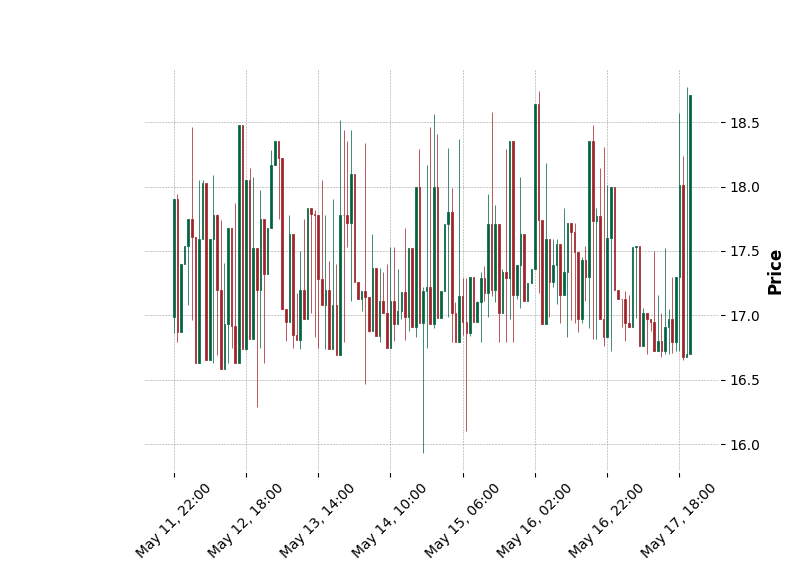 18.5
18.0
17.5
17.0
16.5
16.0
Price
May 11, 22:00
May 12, 18:00
May 13, 14:00
May 14, 10:00
May 15, 06:00
May 16, 02:00
May 16, 22:00
May 17, 18:00